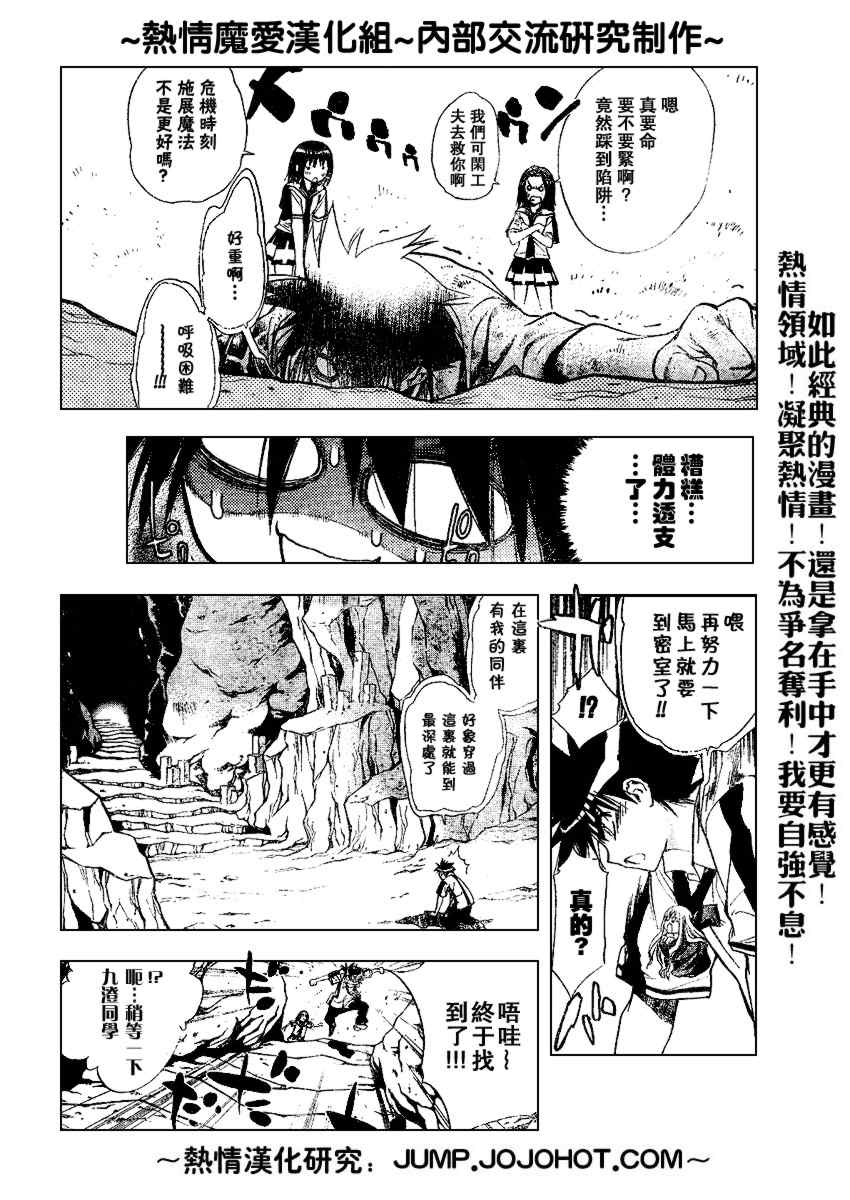 ~熱情魔愛漢化組~內部交流研究制作~
嗯
真要命
要不要緊啊？
竟然踩到陷阱…
我們可閑工
夫去救你啊
危機時刻
施展魔法
不是更好嗎？
好重啊…
呼吸困難
~~~!!!
糟糕…
體力透支
…了…
ピピ
ピピ
喂
再努力一下
馬上就要
到密室了!!
!?
真的？
在這裏
有我的同伴
好象穿過
這裏就能到
最深處了
唔哇~
終于找
到了!!!
!?
呃…稍等一下
九澄同學
如此經典的漫畫！還是拿在手中才更有感覺！
熱情領域！凝聚熱情！不為爭名奪利！我要自強不息！
～熱情漢化研究：JUMP.JOJOHOT.COM～